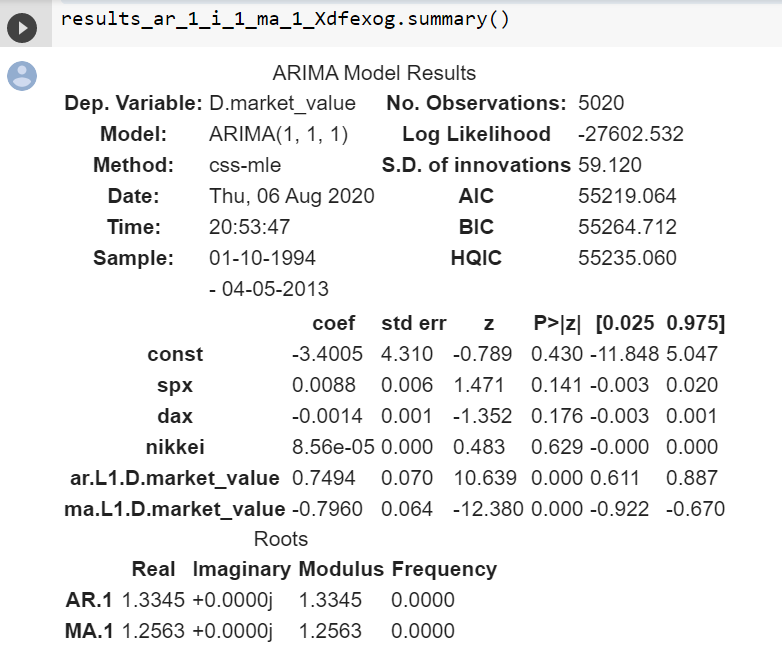 results_ar_1_i_1_ma_1_Xdfexog.summary()
ARIMA Model Results
Dep. Variable: D.market_value No. Observations: 5020
Model: ARIMA(1, 1, 1) Log Likelihood -27602.532
Method: css-mle S.D. of innovations 59.120
Date: Thu, 06 Aug 2020 AIC 55219.064
Time: 20:53:47 BIC 55264.712
Sample: 01-10-1994 HQIC 55235.060
- 04-05-2013
coef std err z P>|z| [0.025 0.975]
const -3.4005 4.310 -0.789 0.430 -11.848 5.047
spx 0.0088 0.006 1.471 0.141 -0.003 0.020
dax -0.0014 0.001 -1.352 0.176 -0.003 0.001
nikkei 8.56e-05 0.000 0.483 0.629 -0.000 0.000
ar.L1.D.market_value 0.7494 0.070 10.639 0.000 0.611 0.887
ma.L1.D.market_value -0.7960 0.064 -12.380 0.000 -0.922 -0.670
Roots
Real Imaginary Modulus Frequency
AR.1 1.3345 +0.0000j 1.3345 0.0000
MA.1 1.2563 +0.0000j 1.2563 0.0000